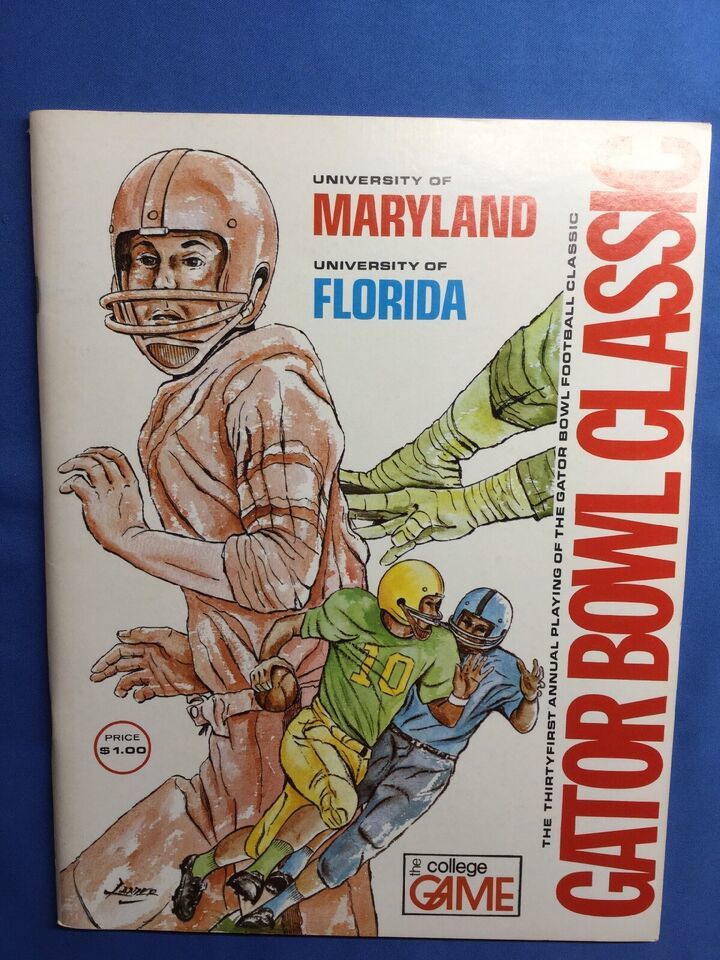 UNIVERSITY OF
MARYLAND
UNIVERSITY OF
FLORIDA
THE THIRTYFIRST ANNUAL PLAYING OF THE GATOR BOWL FOOTBALL CLASSIC
GATOR BOWL CLASSIC
10
PRICE
$1.00
the college
GAME
Lanier